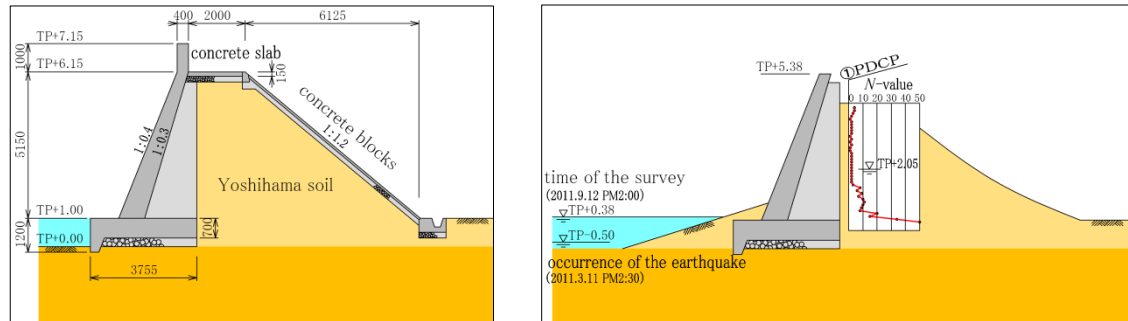 400
2000
6125
TP+7.15
1000
concrete slab
TP+6.15
150
concrete blocks
1:1.2
1:0.4
1:0.3
5150
Yoshihama soil
TP+1.00
TP+0.00
1200
700
3755
①PDCP
TP+5.38
N-value
0 10 20 30 40 50
TP+2.05
time of the survey
(2011.9.12 PM2:00)
TP+0.38
TP-0.50
occurrence of the earthquake
(2011.3.11 PM2:30)